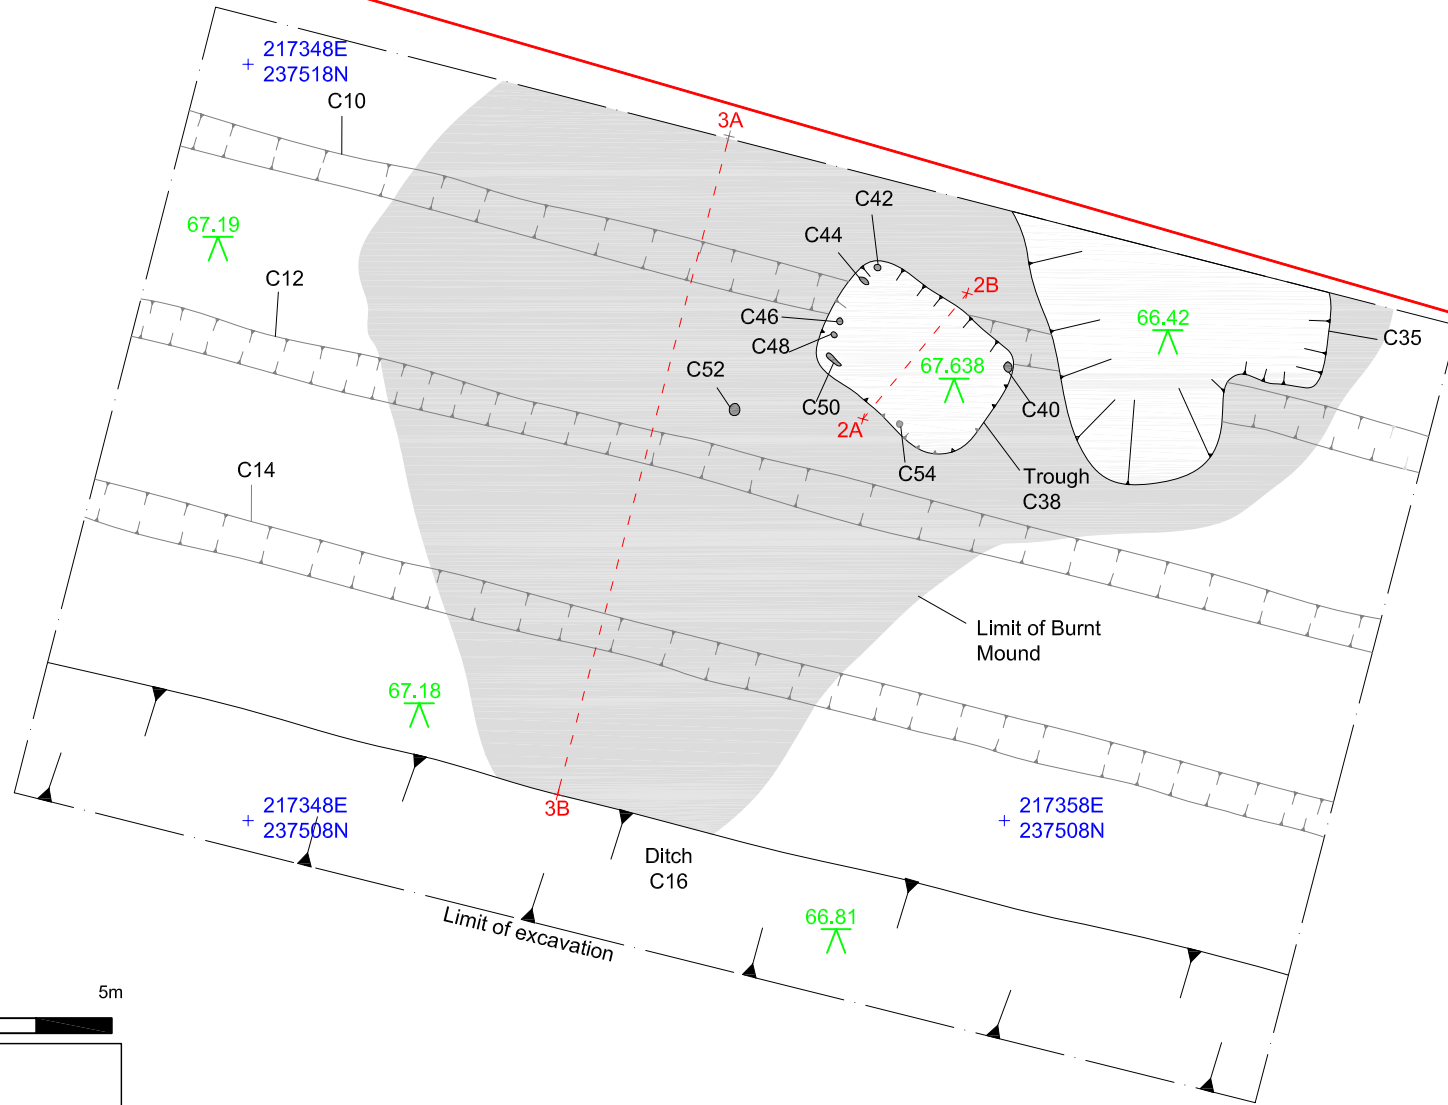 217348E
237518N
C10
3A
C42
C44
67.19
C12
2B
C46
66.42
C48
C35
C52
67.638
C50
C40
2A
C14
C54
Trough
C38
Limit of Burnt
Mound
67.18
217348E
237508N
3B
217358E
237508N
Ditch
C16
66.81
Limit of excavation
5m